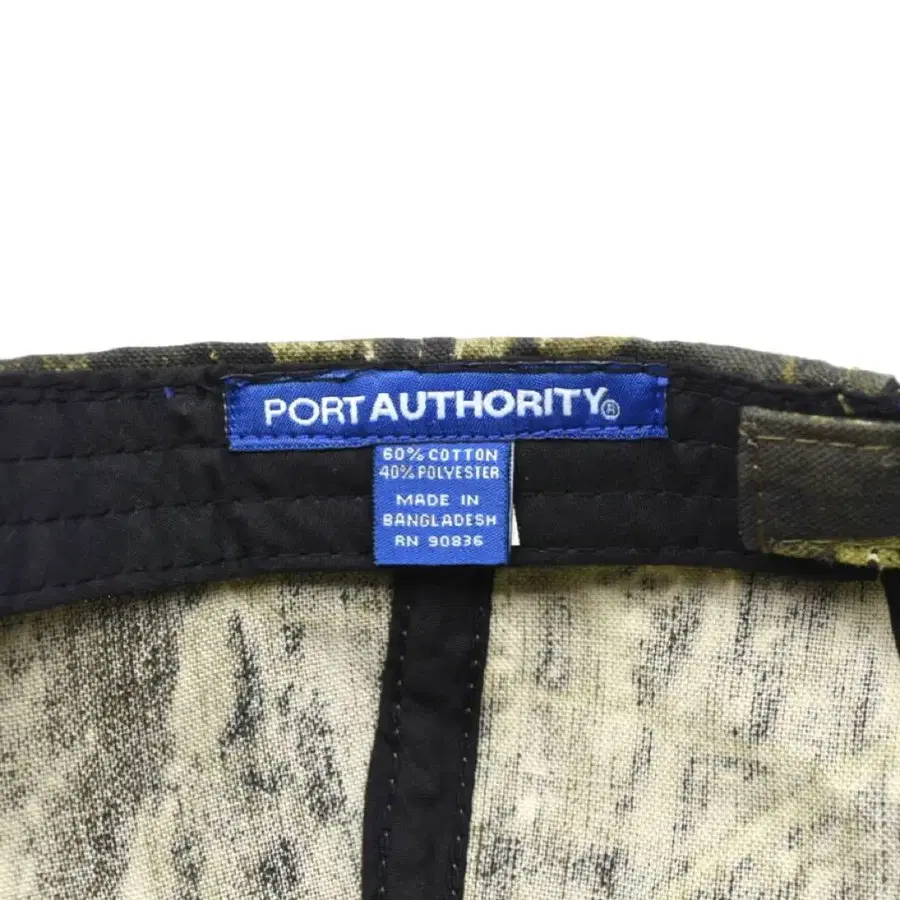 PORT AUTHORITY®
60% COTTON
40% POLYESTER
MADE IN
BANGLADESH
RN 90836